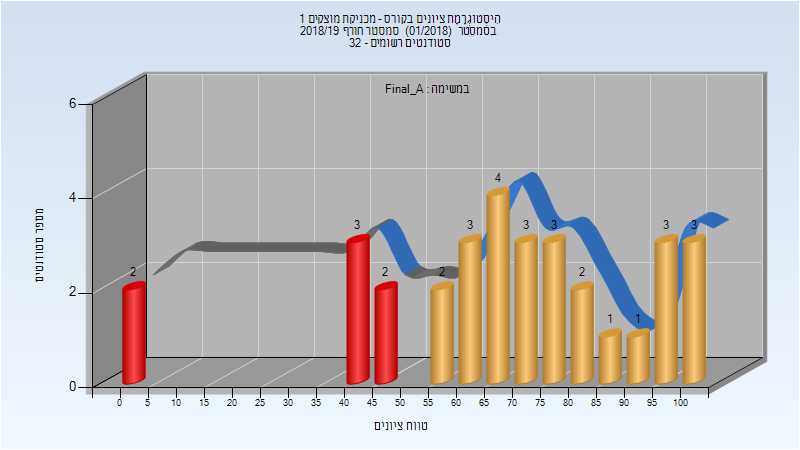 היסטוגרמת ציונים בקורס - מכניקת מוצקים 1
בסמסטר (01/2018) סמסטר חורף 2018/19
סטודנטים רשומים - 32
במשימה : Final_A
מספר סטודנטים
6
4
2
0
2
3
2
2
3
4
3
3
2
1
1
3
3
0 5 10 15 20 25 30 35 40 45 50 55 60 65 70 75 80 85 90 95 100
טווח ציונים